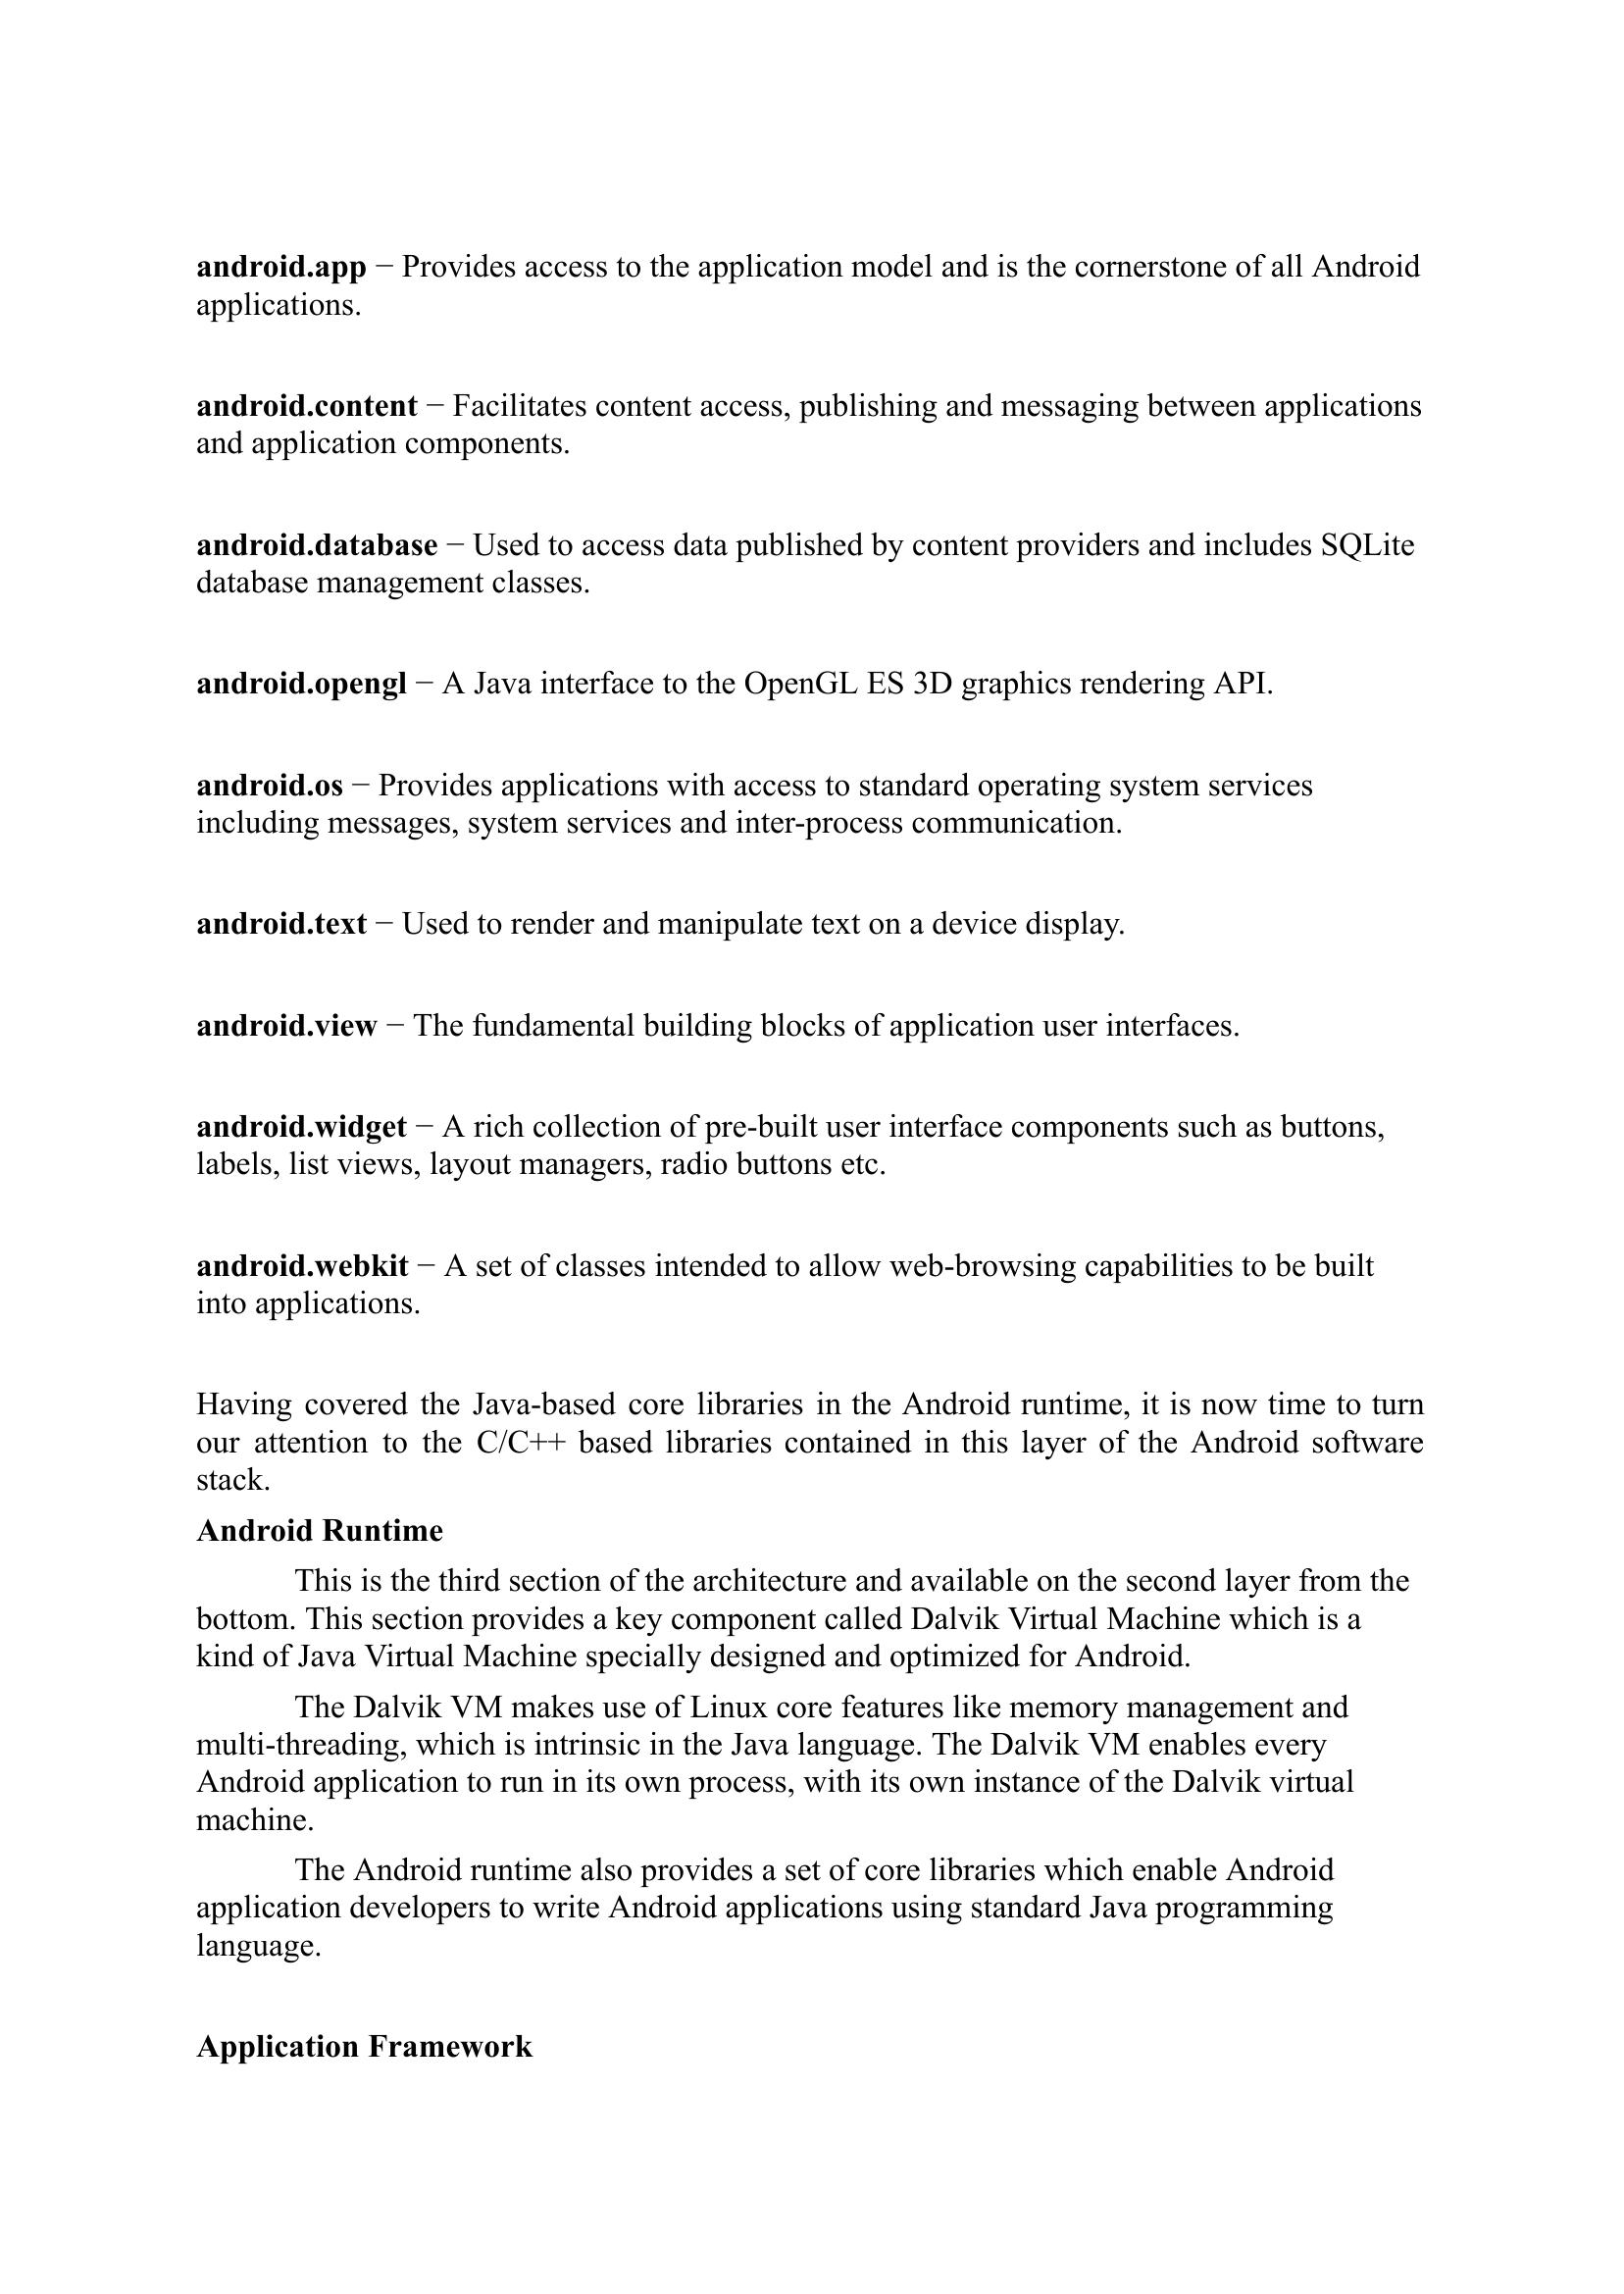 android.app − Provides access to the application model and is the cornerstone of all Android
applications.
android.content − Facilitates content access, publishing and messaging between applications
and application components.
android.database − Used to access data published by content providers and includes SQLite
database management classes.
android.opengl − A Java interface to the OpenGL ES 3D graphics rendering API.
android.os − Provides applications with access to standard operating system services
including messages, system services and inter-process communication.
android.text − Used to render and manipulate text on a device display.
android.view − The fundamental building blocks of application user interfaces.
android.widget − A rich collection of pre-built user interface components such as buttons,
labels, list views, layout managers, radio buttons etc.
android.webkit − A set of classes intended to allow web-browsing capabilities to be built
into applications.
Having covered the Java-based core libraries in the Android runtime, it is now time to turn
our attention to the C/C++ based libraries contained in this layer of the Android software
stack.
Android Runtime
This is the third section of the architecture and available on the second layer from the
bottom. This section provides a key component called Dalvik Virtual Machine which is a
kind of Java Virtual Machine specially designed and optimized for Android.
The Dalvik VM makes use of Linux core features like memory management and
multi-threading, which is intrinsic in the Java language. The Dalvik VM enables every
Android application to run in its own process, with its own instance of the Dalvik virtual
machine.
The Android runtime also provides a set of core libraries which enable Android
application developers to write Android applications using standard Java programming
language.
Application Framework